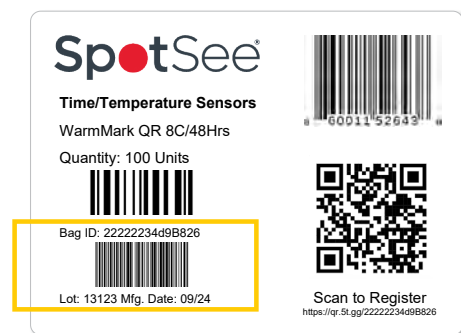 SpotSee®
Time/Temperature Sensors
WarmMark QR 8C/48Hrs
Quantity: 100 Units
Bag ID: 22222234d9B826
Lot: 13123 Mfg. Date: 09/24
60011 52643
Scan to Register
https://qr.5t.gg/22222234d9B826